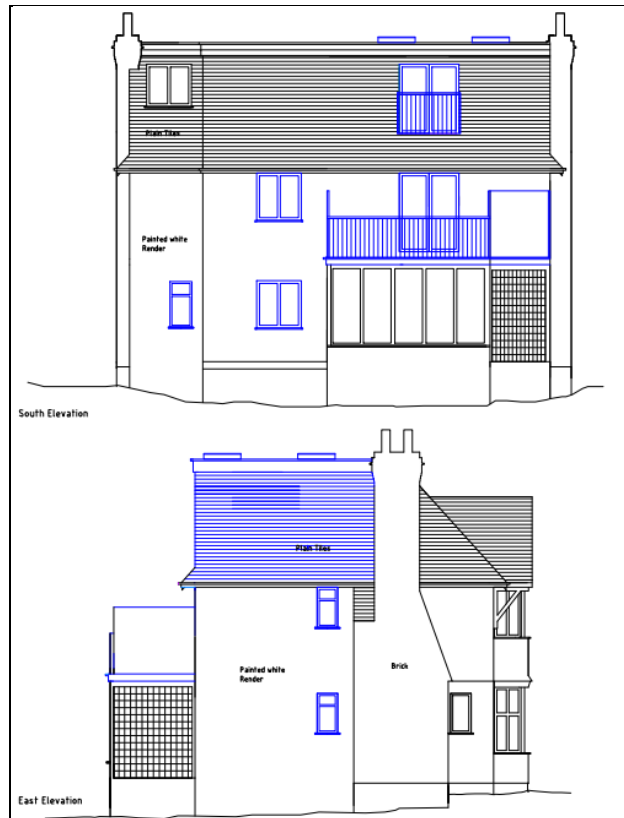 Plain Tiles
Painted white
Render
South Elevation
Plain Tiles
Painted white
Render
Brick
East Elevation